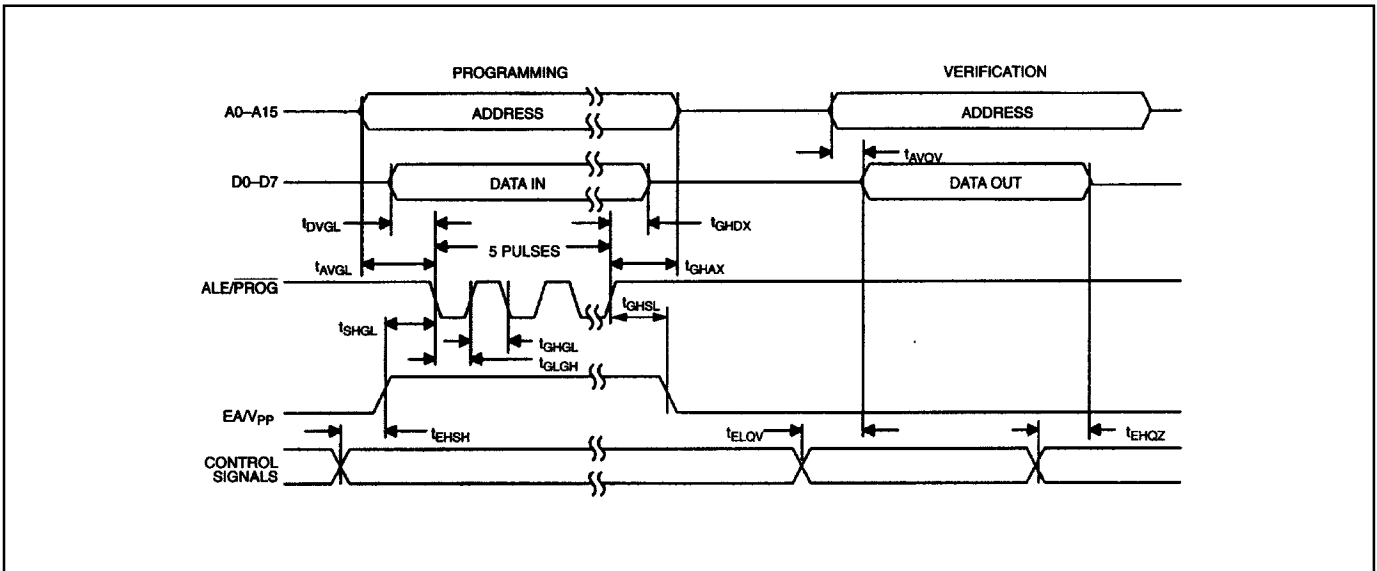 PROGRAMMING VERIFICATION
A0–A15 ADDRESS ADDRESS
tAVQV
D0–D7 DATA IN DATA OUT
tDVGL tGHDX
5 PULSES
tAVGL tGHAX
ALE/PROG
tGHSL
tSHGL
tGHGL
tGLGH
EA/VPP
tEHSH tELQV tEHQZ
CONTROL
SIGNALS